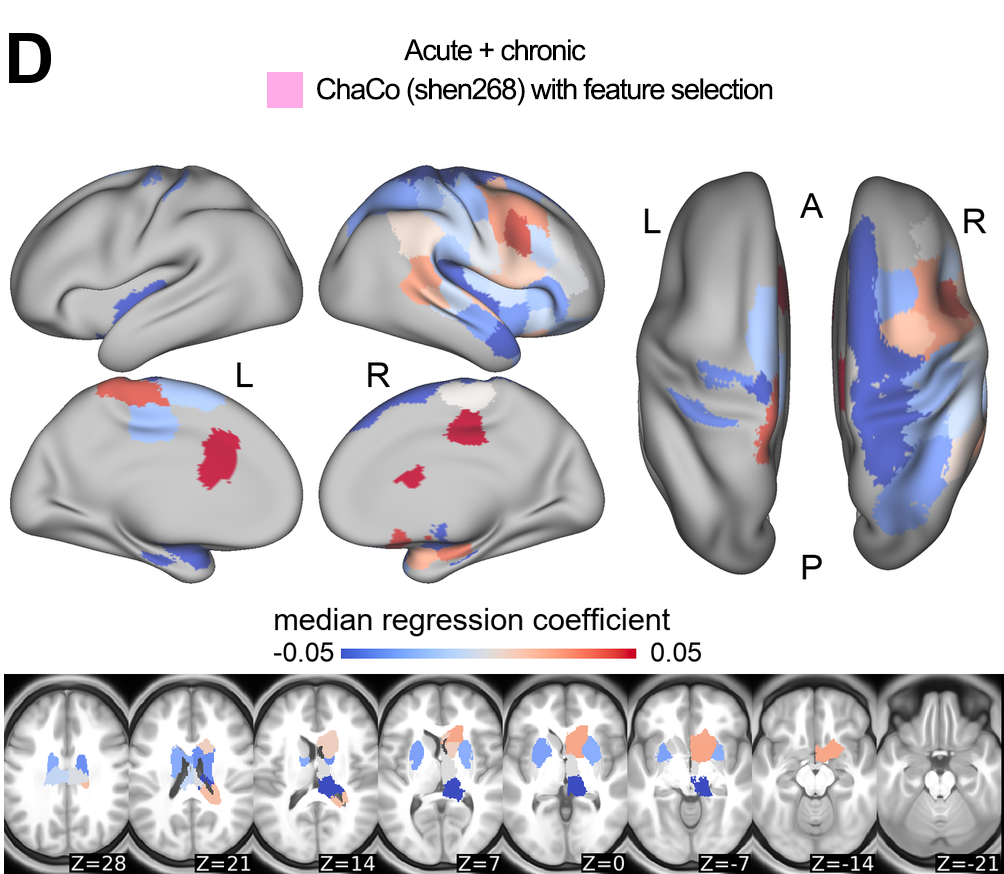 D
Acute + chronic
ChaCo (shen268) with feature selection
L A R
L R
P
median regression coefficient
-0.05 0.05
Z=28 Z=21 Z=14 Z=7 Z=0 Z=-7 Z=-14 Z=-21